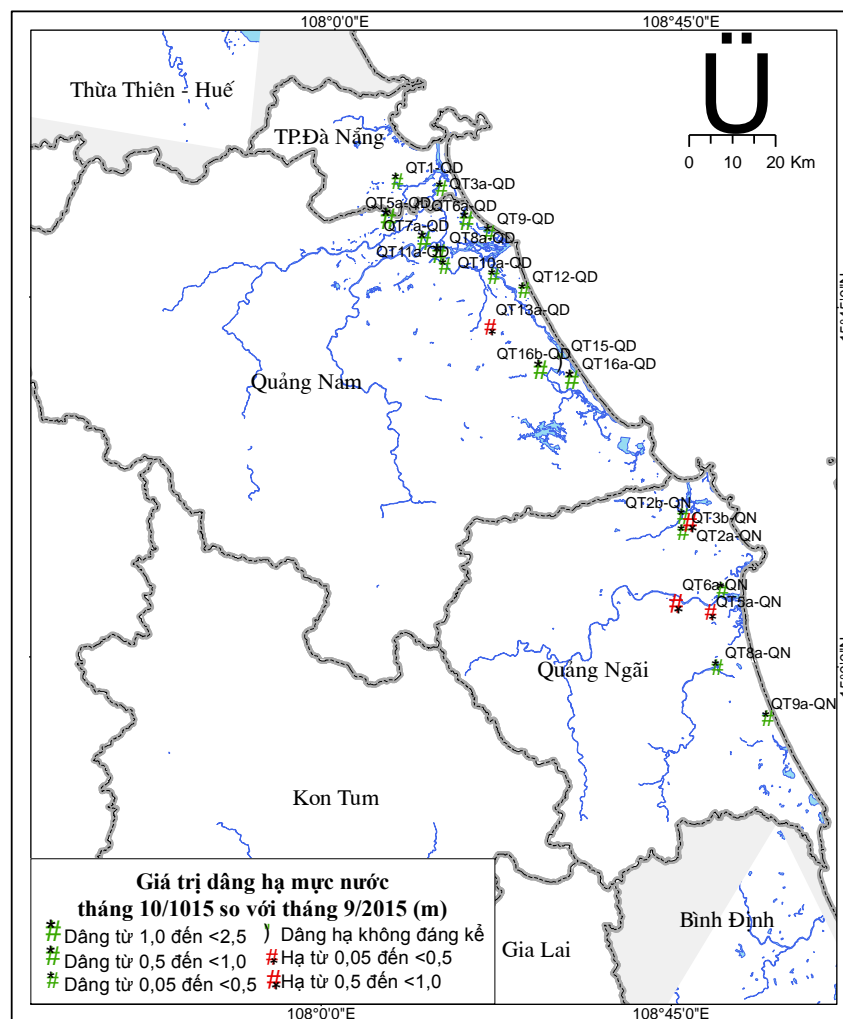 108°0'0"E
108°45'0"E
Thừa Thiên - Huế
TP.Đà Nẵng
Ü
0 10 20 Km
QT1-QD
QT3a-QD
QT5a-QD
QT6a-QD
QT9-QD
QT7a-QD
QT8a-QD
QT11a-QD
QT10a-QD
QT12-QD
QT13a-QD
15°45'0"N
QT15-QD
QT16b-QD
QT16a-QD
Quảng Nam
QT2b-QN
QT3b-QN
QT2a-QN
QT6a-QN
QT5a-QN
QT8a-QN
15°0'0"N
Quảng Ngãi
QT9a-QN
Kon Tum
Bình Định
Gia Lai
Giá trị dâng hạ mực nước
tháng 10/1015 so với tháng 9/2015 (m)
Dâng từ 1,0 đến <2,5
Dâng từ 0,5 đến <1,0
Dâng từ 0,05 đến <0,5
Dâng hạ không đáng kể
Hạ từ 0,05 đến <0,5
Hạ từ 0,5 đến <1,0
108°0'0"E
108°45'0"E